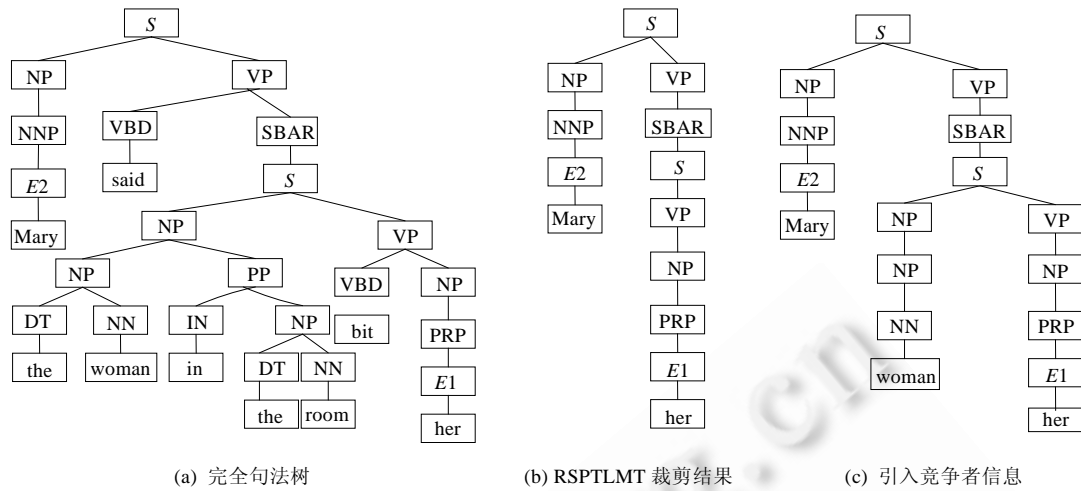 S
NP VP
NNP VBD SBAR
E2 said S
Mary NP VP
NP PP VBD NP
DT NN IN NP bit PRP
the woman in DT NN E1
the room her
(a) 完全句法树
S
NP VP
NNP SBAR
E2 S
Mary VP
NP
PRP
E1
her
(b) RSPTLMT 裁剪结果
S
NP VP
NNP SBAR
E2 S
Mary NP VP
NP NP
NN PRP
woman E1
her
(c) 引入竞争者信息